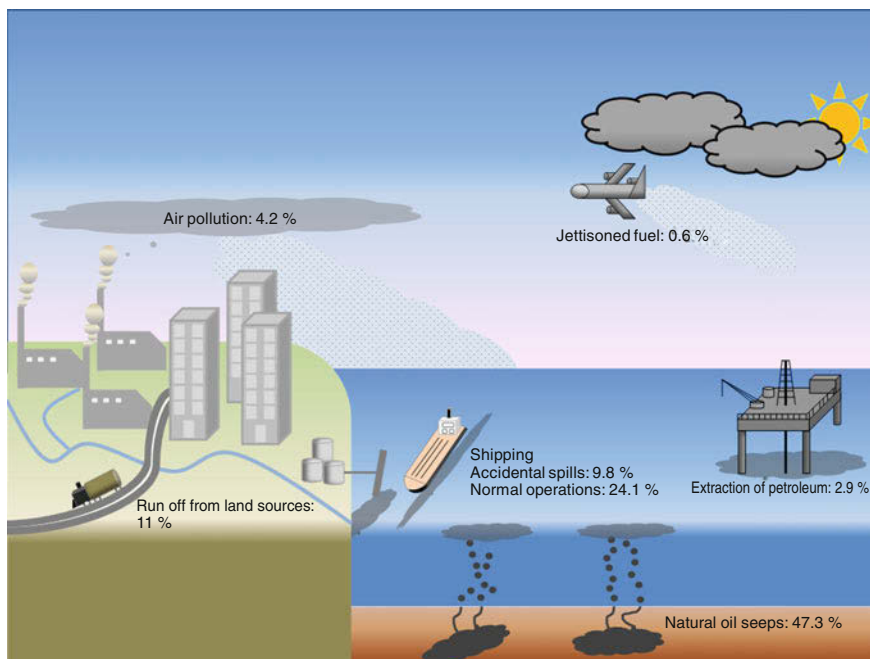 Air pollution: 4.2 %
Jettisoned fuel: 0.6 %
Shipping
Accidental spills: 9.8 %
Normal operations: 24.1 %
Extraction of petroleum: 2.9 %
Run off from land sources:
11 %
Natural oil seeps: 47.3 %